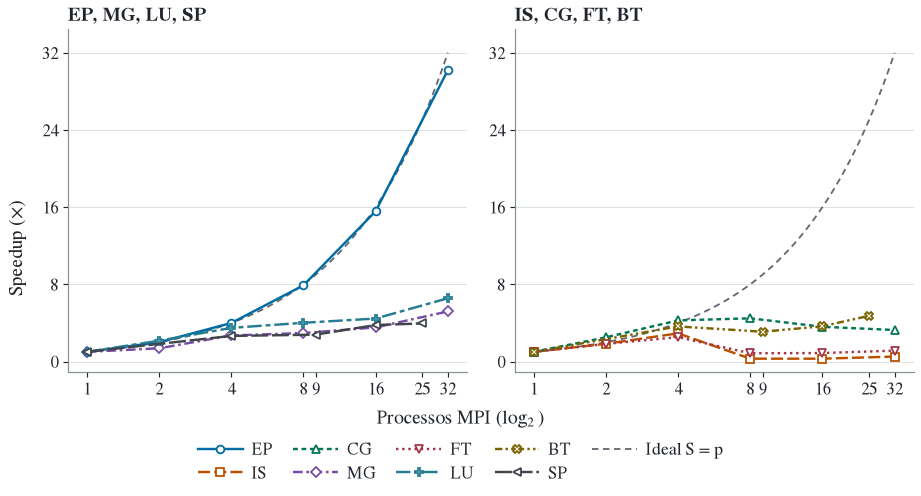 EP, MG, LU, SP
IS, CG, FT, BT
Speedup (×)
32
24
16
8
0
32
24
16
8
0
1 2 4 8 9 16 25 32
1 2 4 8 9 16 25 32
Processos MPI (log₂ )
EP CG FT BT Ideal S = p
IS MG LU SP